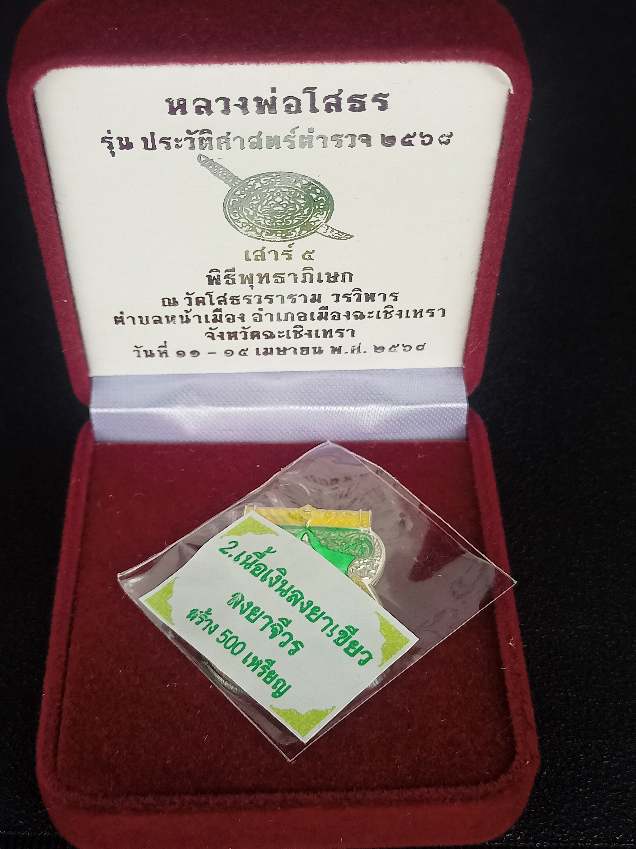 หลวงพ่อโสธร
รุ่น ประวัติศาสตร์ตำรวจ ๒๕๖๘
เสาร์ ๕
พิธีพุทธาภิเษก
ณ วัดโสธรวราราม วรวิหาร
ตำบลหน้าเมือง อำเภอเมืองฉะเชิงเทรา
จังหวัดฉะเชิงเทรา
วันที่ ๑๑ - ๑๕ เมษายน พ.ศ. ๒๕๖๘
2.เนื้อเงินลงยาเขียว
ลงยาจีวร
สร้าง 500 เหรียญ